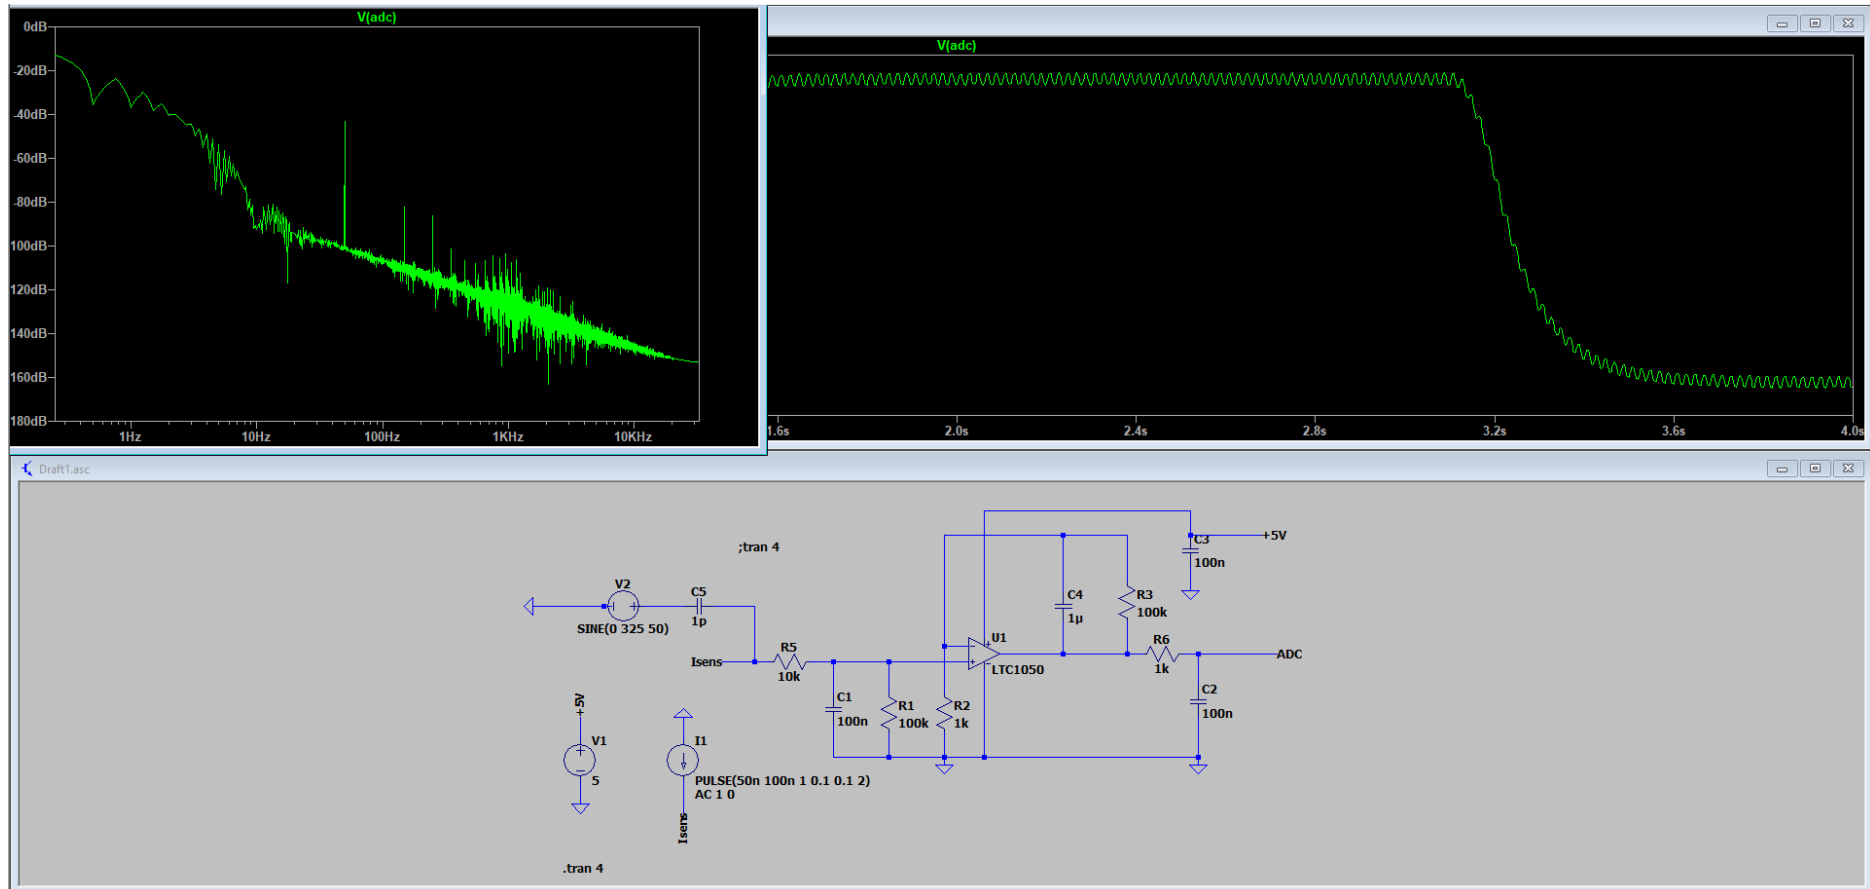 V(adc)
0dB
-20dB
-40dB
-60dB
-80dB
100dB
120dB
140dB
160dB
180dB
1Hz
10Hz
100Hz
1KHz
10KHz
V(adc)
1.6s
2.0s
2.4s
2.8s
3.2s
3.6s
4.0s
Draft1.asc
;tran 4
C3
+5V
100n
V2
C5
1p
SINE(0 325 50)
C4
1µ
R3
100k
R5
10k
Isens
U1
LTC1050
R6
1k
ADC
C1
100n
R1
100k
R2
1k
C2
100n
+5V
V1
5
I1
PULSE(50n 100n 1 0.1 0.1 2)
AC 1 0
Isens
.tran 4